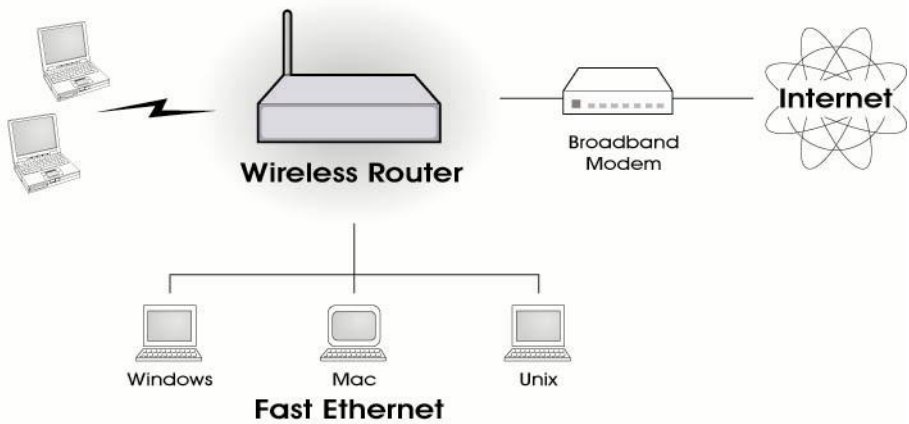 Internet
Broadband
Modem
Wireless Router
Windows
Mac
Unix
Fast Ethernet